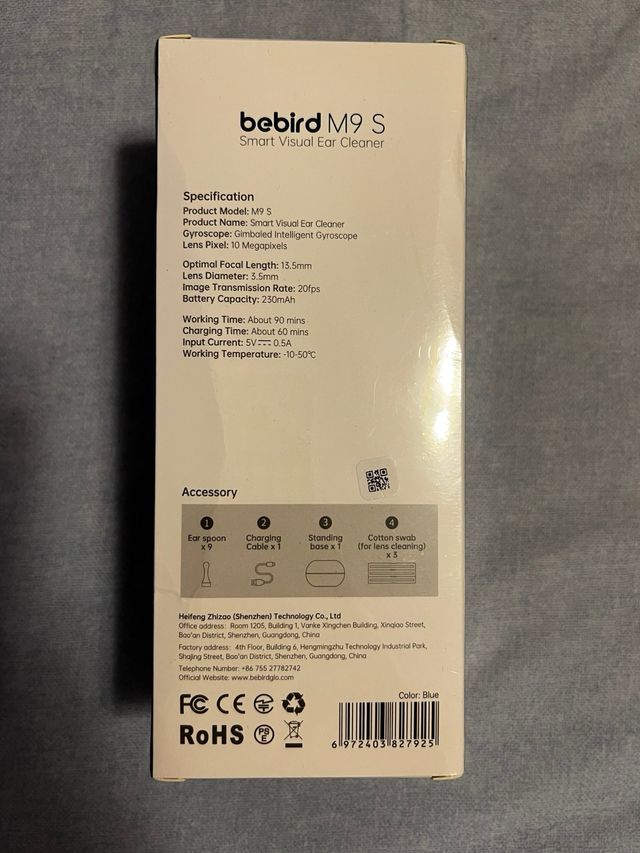 bebird M9 S
Smart Visual Ear Cleaner
Specification
Product Model: M9 S
Product Name: Smart Visual Ear Cleaner
Gyroscope: Gimbaled Intelligent Gyroscope
Lens Pixel: 10 Megapixels
Optimal Focal Length: 13.5mm
Lens Diameter: 3.5mm
Image Transmission Rate: 20fps
Battery Capacity: 230mAh
Working Time: About 90 mins
Charging Time: About 60 mins
Input Current: 5V⎓0.5A
Working Temperature: -10-50℃
Accessory
1 2 3 4
Ear spoon Charging Standing Cotton swab
x 9 Cable x 1 base x 1 (for lens cleaning)
x 3
Heifeng Zhizao (Shenzhen) Technology Co., Ltd
Office address: Room 1205, Building 1, Vanke Xingchen Building, Xinqiao Street,
Bao'an District, Shenzhen, Guangdong, China
Factory address: 4th Floor, Building 6, Hengmingzhu Technology Industrial Park,
Shajing Street, Bao'an District, Shenzhen, Guangdong, China
Telephone Number: +86 755 27782742
Official Website: www.bebirdglo.com
Color: Blue
FC CE
RoHS PS E
6 972403 827925